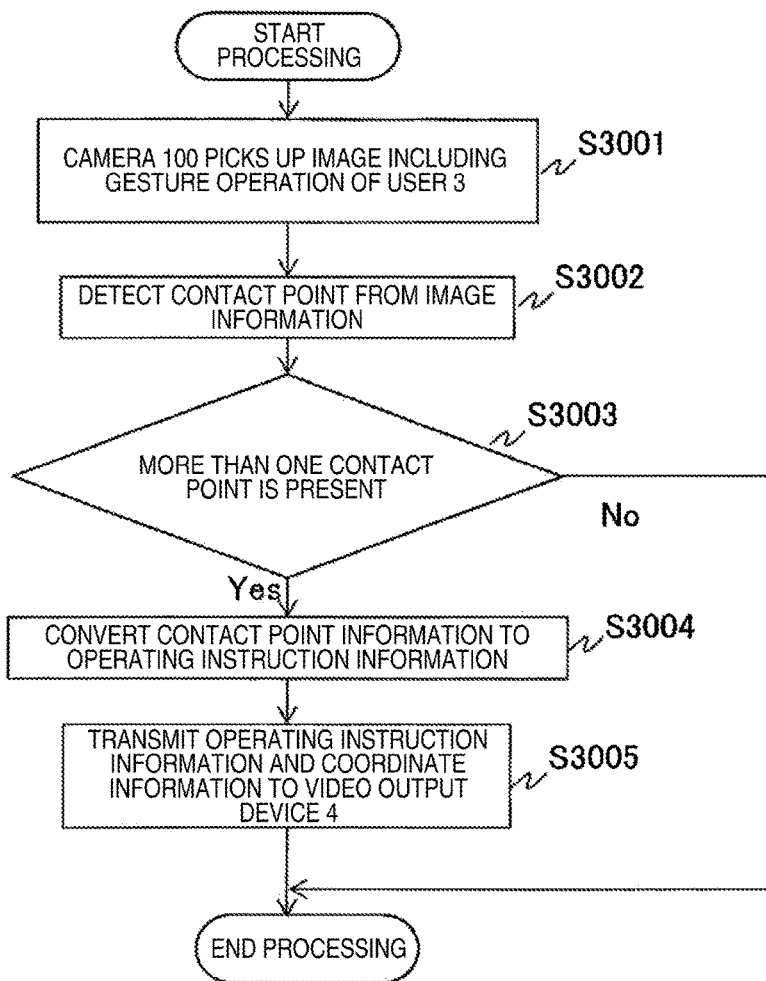 START
PROCESSING
CAMERA 100 PICKS UP IMAGE INCLUDING
GESTURE OPERATION OF USER 3
S3001
DETECT CONTACT POINT FROM IMAGE
INFORMATION
S3002
MORE THAN ONE CONTACT
POINT IS PRESENT
S3003
No
Yes
CONVERT CONTACT POINT INFORMATION TO
OPERATING INSTRUCTION INFORMATION
S3004
TRANSMIT OPERATING INSTRUCTION
INFORMATION AND COORDINATE
INFORMATION TO VIDEO OUTPUT
DEVICE 4
S3005
END PROCESSING